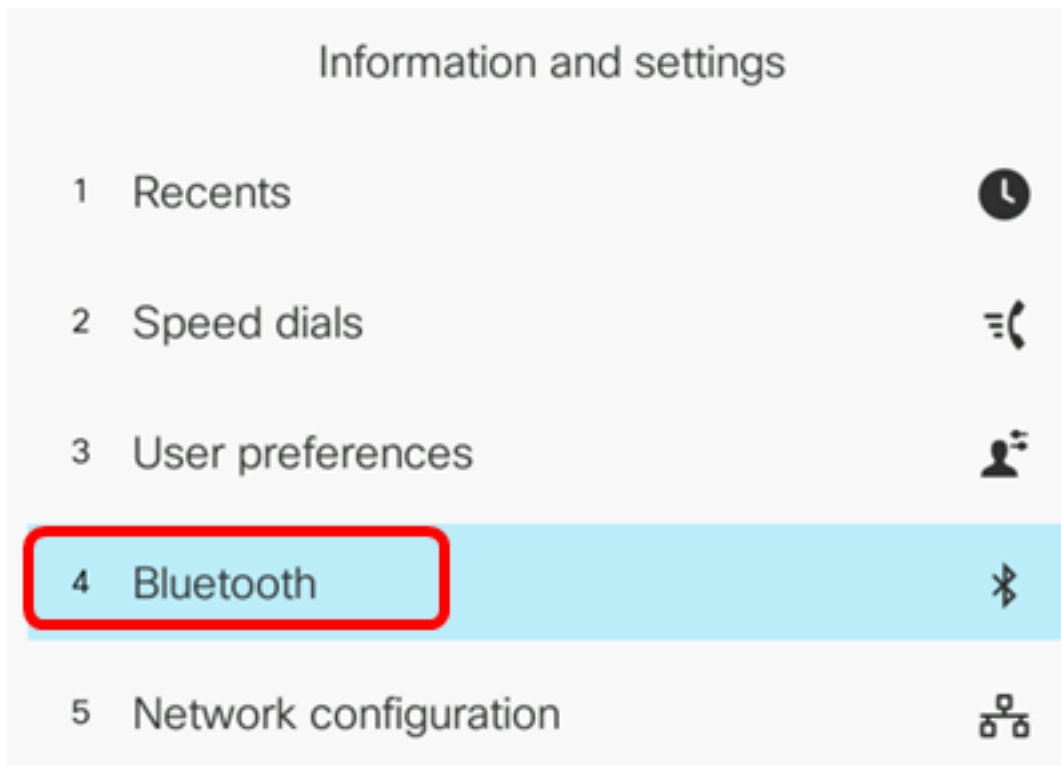 Information and settings
1 Recents
2 Speed dials
3 User preferences
4 Bluetooth
5 Network configuration